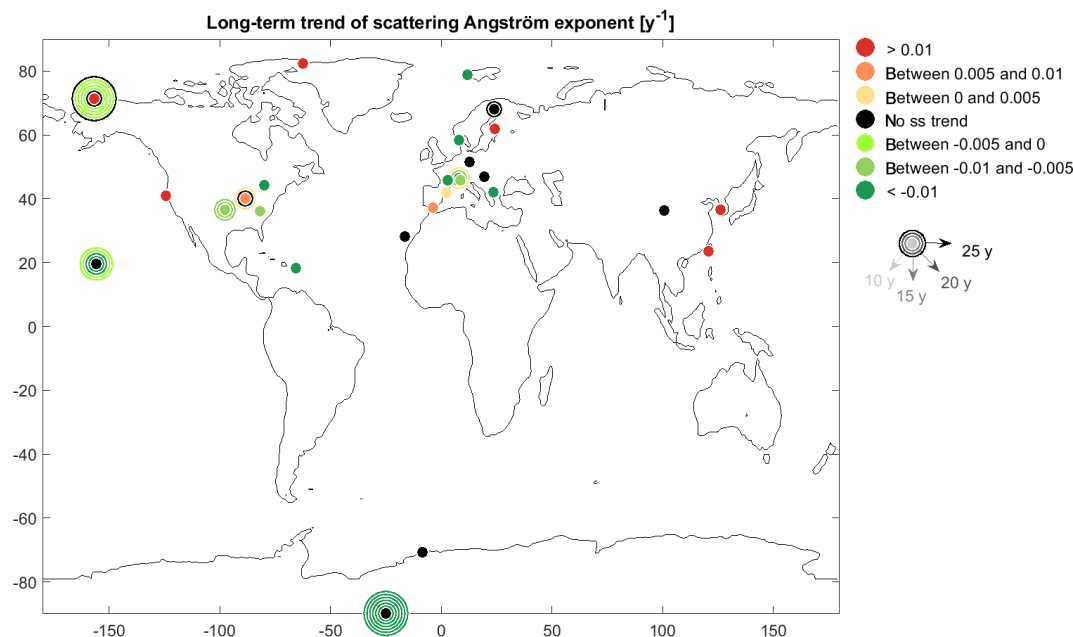 Long-term trend of scattering Angström exponent [y-1]
80
60
40
20
0
-20
-40
-60
-80
-150
-100
-50
0
50
100
150
> 0.01
Between 0.005 and 0.01
Between 0 and 0.005
No ss trend
Between -0.005 and 0
Between -0.01 and -0.005
< -0.01
25 y
10 y
20 y
15 y